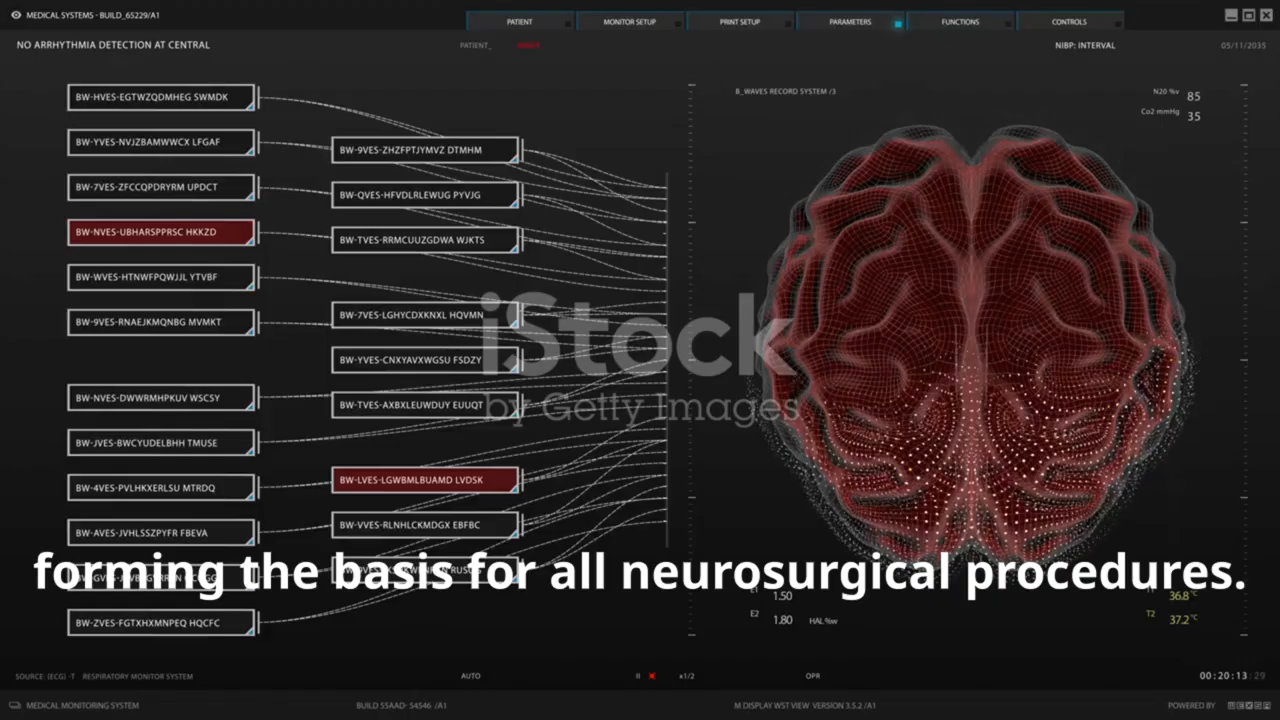 MEDICAL SYSTEMS - BUILD_65229/A1
PATIENT
MONITOR SETUP
PRINT SETUP
PARAMETERS
FUNCTIONS
CONTROLS
NO ARRHYTHMIA DETECTION AT CENTRAL
PATIENT_
NIBP: INTERVAL
05/11/2035
BW-HVES-EGTWZQDMHEG SWMDK
BW-YVES-NVJZBAMWWCX LFGAF
BW-7VES-ZFCCQPDRYRM UPDCT
BW-NVES-UBHARSPPRSC HKKZD
BW-WVES-HTNWFPQWJJL YTVBF
BW-9VES-RNAEJKMQNBG MVMKT
BW-NVES-DWWRMHPKUV WSCSY
BW-JVES-BWCYUDELBHH TMUSE
BW-4VES-PVLHKXERLSU MTRDQ
BW-AVES-JVHLSSZPYFR FBEVA
BW-ZVES-FGTXHXMNPEQ HQCFC
BW-9VES-ZHZFPTJYMVZ DTMHM
BW-QVES-HFVDLRLEWUG PYVJG
BW-TVES-RRMCUUZGDWA WJKTS
BW-7VES-LGHYCDXKNXL HQVMN
BW-YVES-CNXYAVXWGSU FSDZY
BW-TVES-AXBXLEUWDUY EUUQT
BW-LVES-LGWBMLBUAMD LVDSK
BW-VVES-RLNHLCKMDGX EBFBC
B_WAVES RECORD SYSTEM /3
N20 %v 85
Co2 mmHg 35
iStock
by Getty Images
forming the basis for all neurosurgical procedures.
1.50
E2 1.80 HAL %w
36.8 °C
T2 37.2 °C
SOURCE: (ECG) -T RESPIRATORY MONITOR SYSTEM
AUTO
x1/2
OPR
00:20:13:29
MEDICAL MONITORING SYSTEM
BUILD 55AAD- 54546 /A1
M.DISPLAY WST VIEW VERSION 3.5.2 /A1
POWERED BY